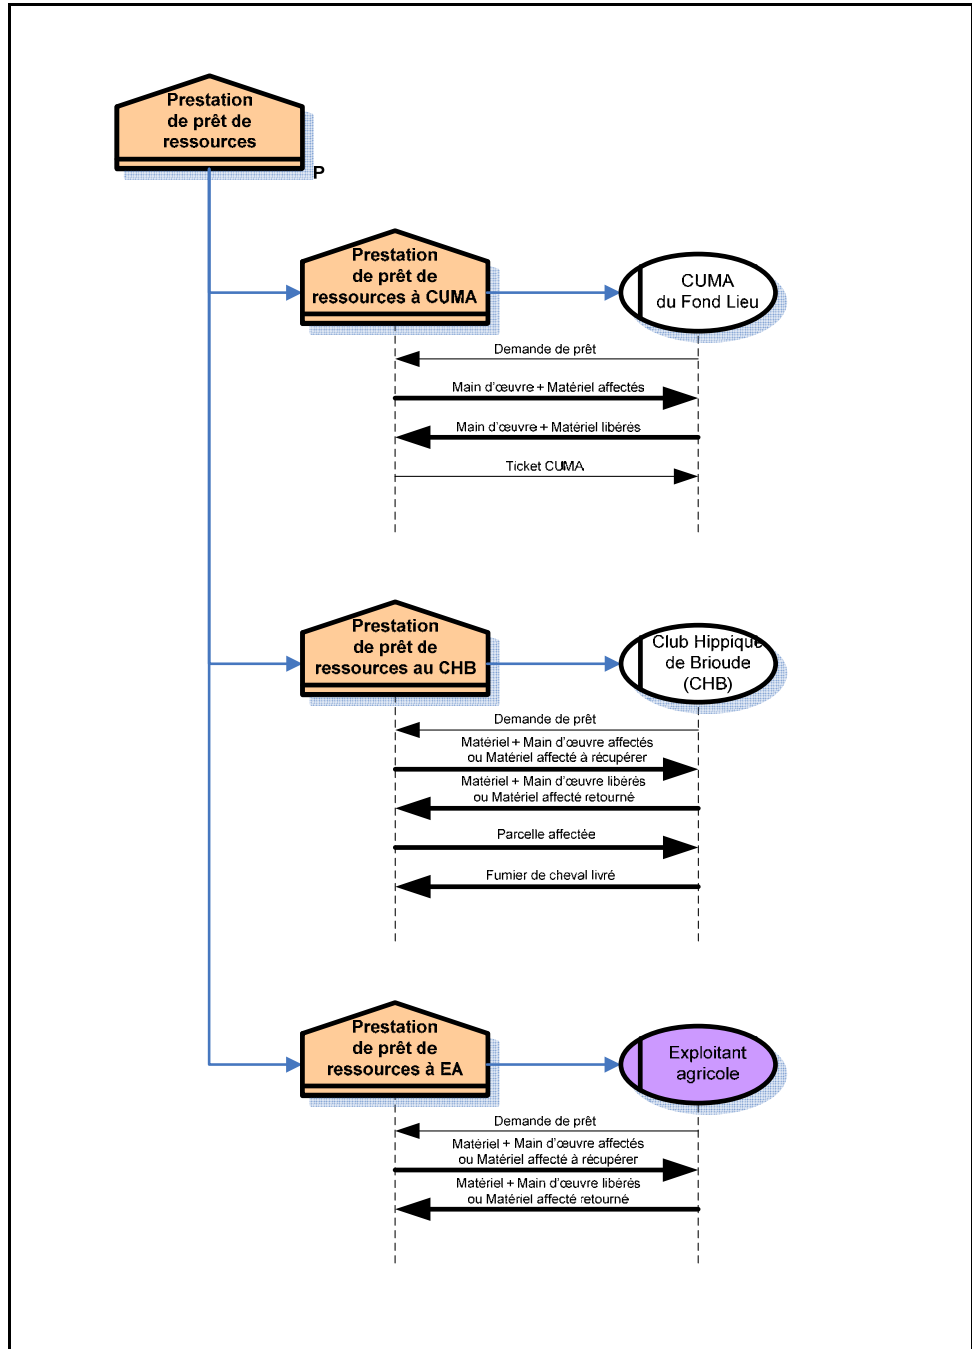 Prestation
de prêt de
ressources
P
Prestation
de prêt de
ressources à CUMA
CUMA
du Fond Lieu
Demande de prêt
Main d'œuvre + Matériel affectés
Main d'œuvre + Matériel libérés
Ticket CUMA
Prestation
de prêt de
ressources au CHB
Club Hippique
de Brioude
(CHB)
Demande de prêt
Matériel + Main d'œuvre affectés
ou Matériel affecté à récupérer
Matériel + Main d'œuvre libérés
ou Matériel affecté retourné
Parcelle affectée
Fumier de cheval livré
Prestation
de prêt de
ressources à EA
Exploitant
agricole
Demande de prêt
Matériel + Main d'œuvre affectés
ou Matériel affecté à récupérer
Matériel + Main d'œuvre libérés
ou Matériel affecté retourné